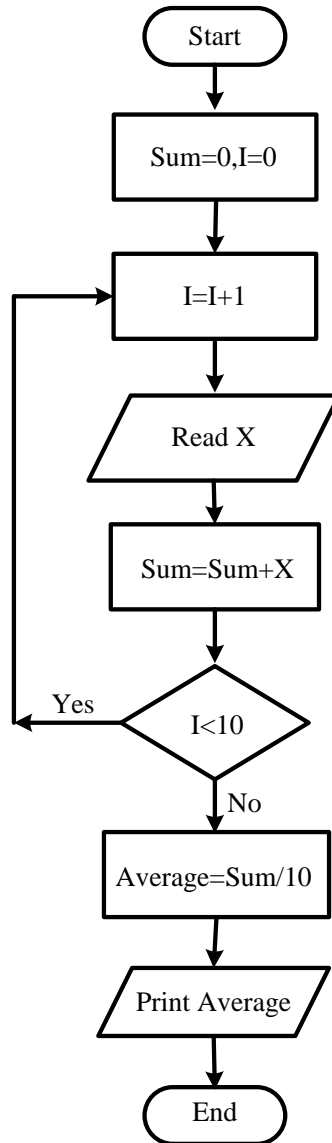 Start
Sum=0,I=0
I=I+1
Read X
Sum=Sum+X
I<10
Yes
No
Average=Sum/10
Print Average
End